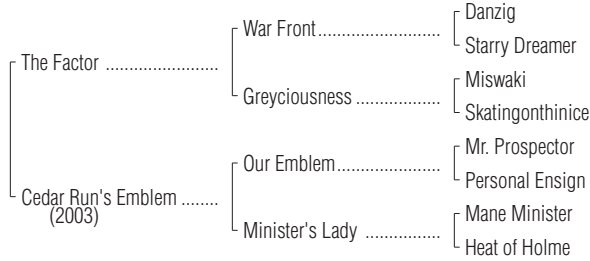 Danzig
War Front........................
Starry Dreamer
The Factor ......................
Miswaki
Greyciousness .................
Skatingonthinice
Mr. Prospector
Our Emblem.....................
Personal Ensign
Cedar Run's Emblem ........
(2003)
Mane Minister
Minister's Lady ...............
Heat of Holme